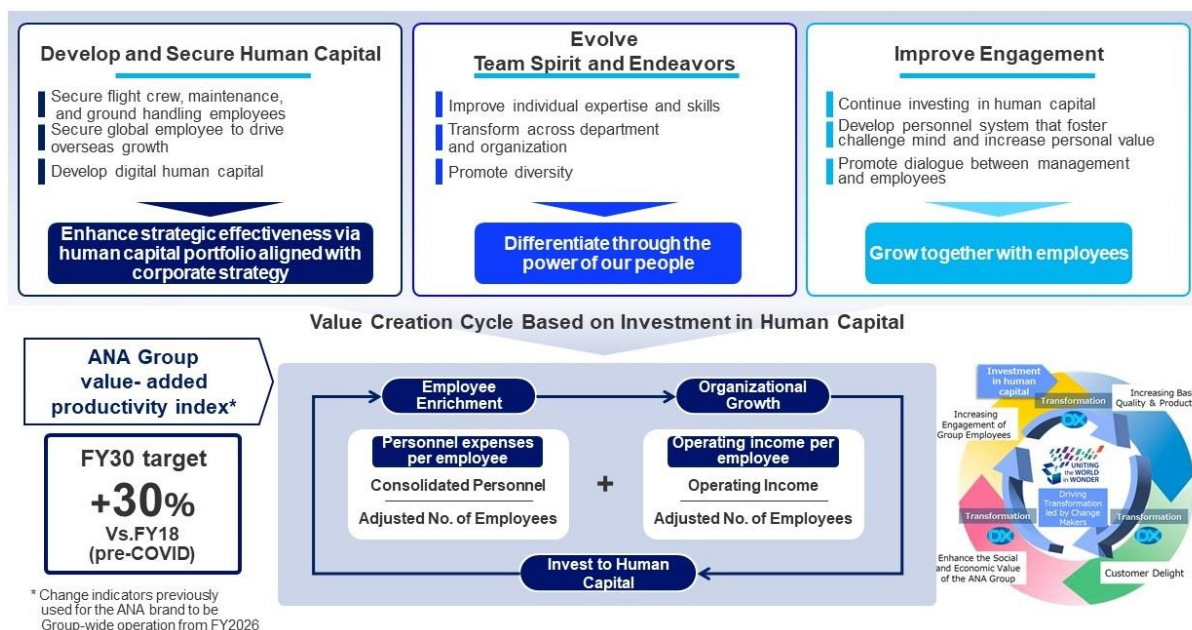 Develop and Secure Human Capital
Secure flight crew, maintenance,
and ground handling employees
Secure global employee to drive
overseas growth
Develop digital human capital
Enhance strategic effectiveness via
human capital portfolio aligned with
corporate strategy
Evolve
Team Spirit and Endeavors
Improve individual expertise and skills
Transform across department
and organization
Promote diversity
Differentiate through the
power of our people
Improve Engagement
Continue investing in human capital
Develop personnel system that foster
challenge mind and increase personal value
Promote dialogue between management
and employees
Grow together with employees
Value Creation Cycle Based on Investment in Human Capital
ANA Group
value- added
productivity index*
FY30 target
+30%
Vs.FY18
(pre-COVID)
* Change indicators previously
used for the ANA brand to be
Group-wide operation from FY2026
Employee
Enrichment
Organizational
Growth
Personnel expenses
per employee
Consolidated Personnel
Adjusted No. of Employees
+
Operating income per
employee
Operating Income
Adjusted No. of Employees
Invest to Human
Capital
Investment
in human
capital
Transformation
DX
Increasing Bas
Quality & Product
Increasing
Engagement of
Group Employees
UNITING
the WORLD
in WONDER
Driving
Transformation
led by Change
Makers
Transformation
DX
Transformation
DX
Enhance the Social
and Economic Value
of the ANA Group
Customer Delight